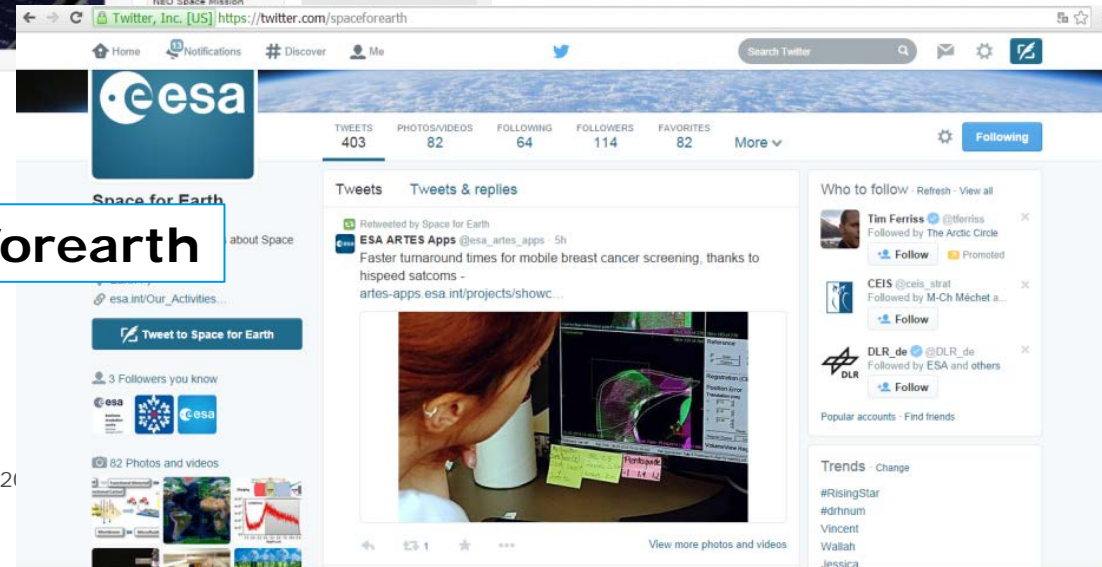 NEO Space Mission
Twitter, Inc. [US] https://twitter.com/spaceforearth
Home
13
Notifications
# Discover
Me
Search Twitter
esa
TWEETS
403
PHOTOS/VIDEOS
82
FOLLOWING
64
FOLLOWERS
114
FAVORITES
82
More
Following
Space for Earth
forearth
about Space
esa.int/Our_Activities...
Tweet to Space for Earth
3 Followers you know
esa
esa
82 Photos and videos
Tweets Tweets & replies
Retweeted by Space for Earth
esa
ESA ARTES Apps @esa_artes_apps · 5h
Faster turnaround times for mobile breast cancer screening, thanks to
hispeed satcoms -
artes-apps.esa.int/projects/showc...
Reference
Position Error
1
View more photos and videos
Who to follow · Refresh · View all
Tim Ferriss @tferriss
Followed by The Arctic Circle
Follow
Promoted
CEIS @ceis_strat
Followed by M-Ch Méchet a...
Follow
DLR_de @DLR_de
Followed by ESA and others
DLR
Follow
Popular accounts · Find friends
Trends · Change
#RisingStar
#drhnum
Vincent
Wallah
Jessica